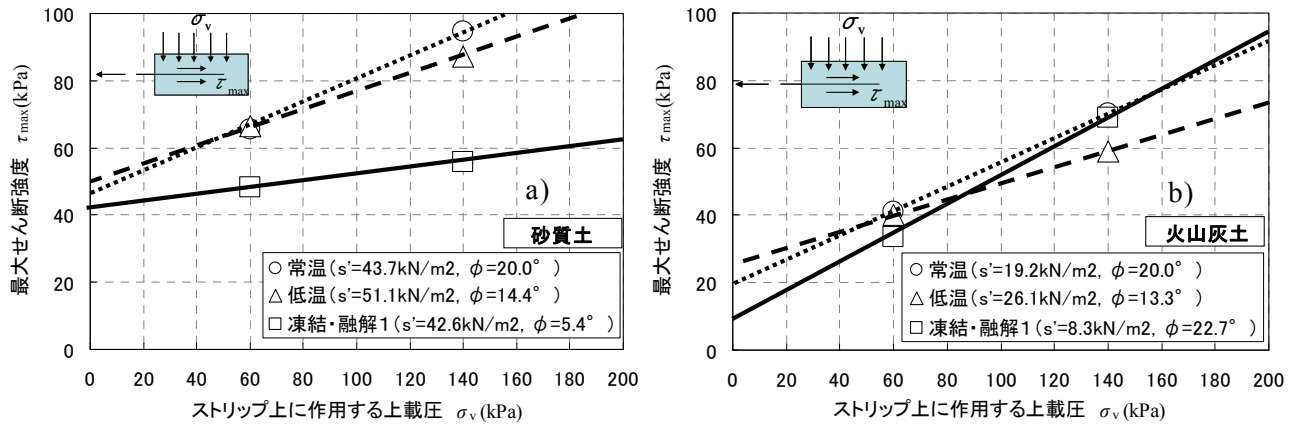 最大せん断強度 τmax(kPa)
100
80
60
40
20
0
σv
τmax
a)
砂質土
○ 常温(s'=43.7kN/m2, φ=20.0°)
△ 低温(s'=51.1kN/m2, φ=14.4°)
□ 凍結・融解1(s'=42.6kN/m2, φ=5.4°)
0 20 40 60 80 100 120 140 160 180 200
ストリップ上に作用する上載圧 σv(kPa)
最大せん断強度 τmax(kPa)
100
80
60
40
20
0
σv
τmax
b)
火山灰土
○ 常温(s'=19.2kN/m2, φ=20.0°)
△ 低温(s'=26.1kN/m2, φ=13.3°)
□ 凍結・融解1(s'=8.3kN/m2, φ=22.7°)
0 20 40 60 80 100 120 140 160 180 200
ストリップ上に作用する上載圧 σv(kPa)